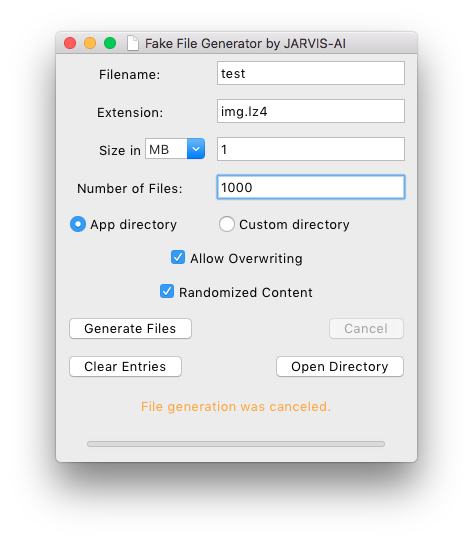 Fake File Generator by JARVIS-AI
Filename: test
Extension: img.lz4
Size in MB 1
Number of Files: 1000
App directory Custom directory
Allow Overwriting
Randomized Content
Generate Files Cancel
Clear Entries Open Directory
File generation was canceled.